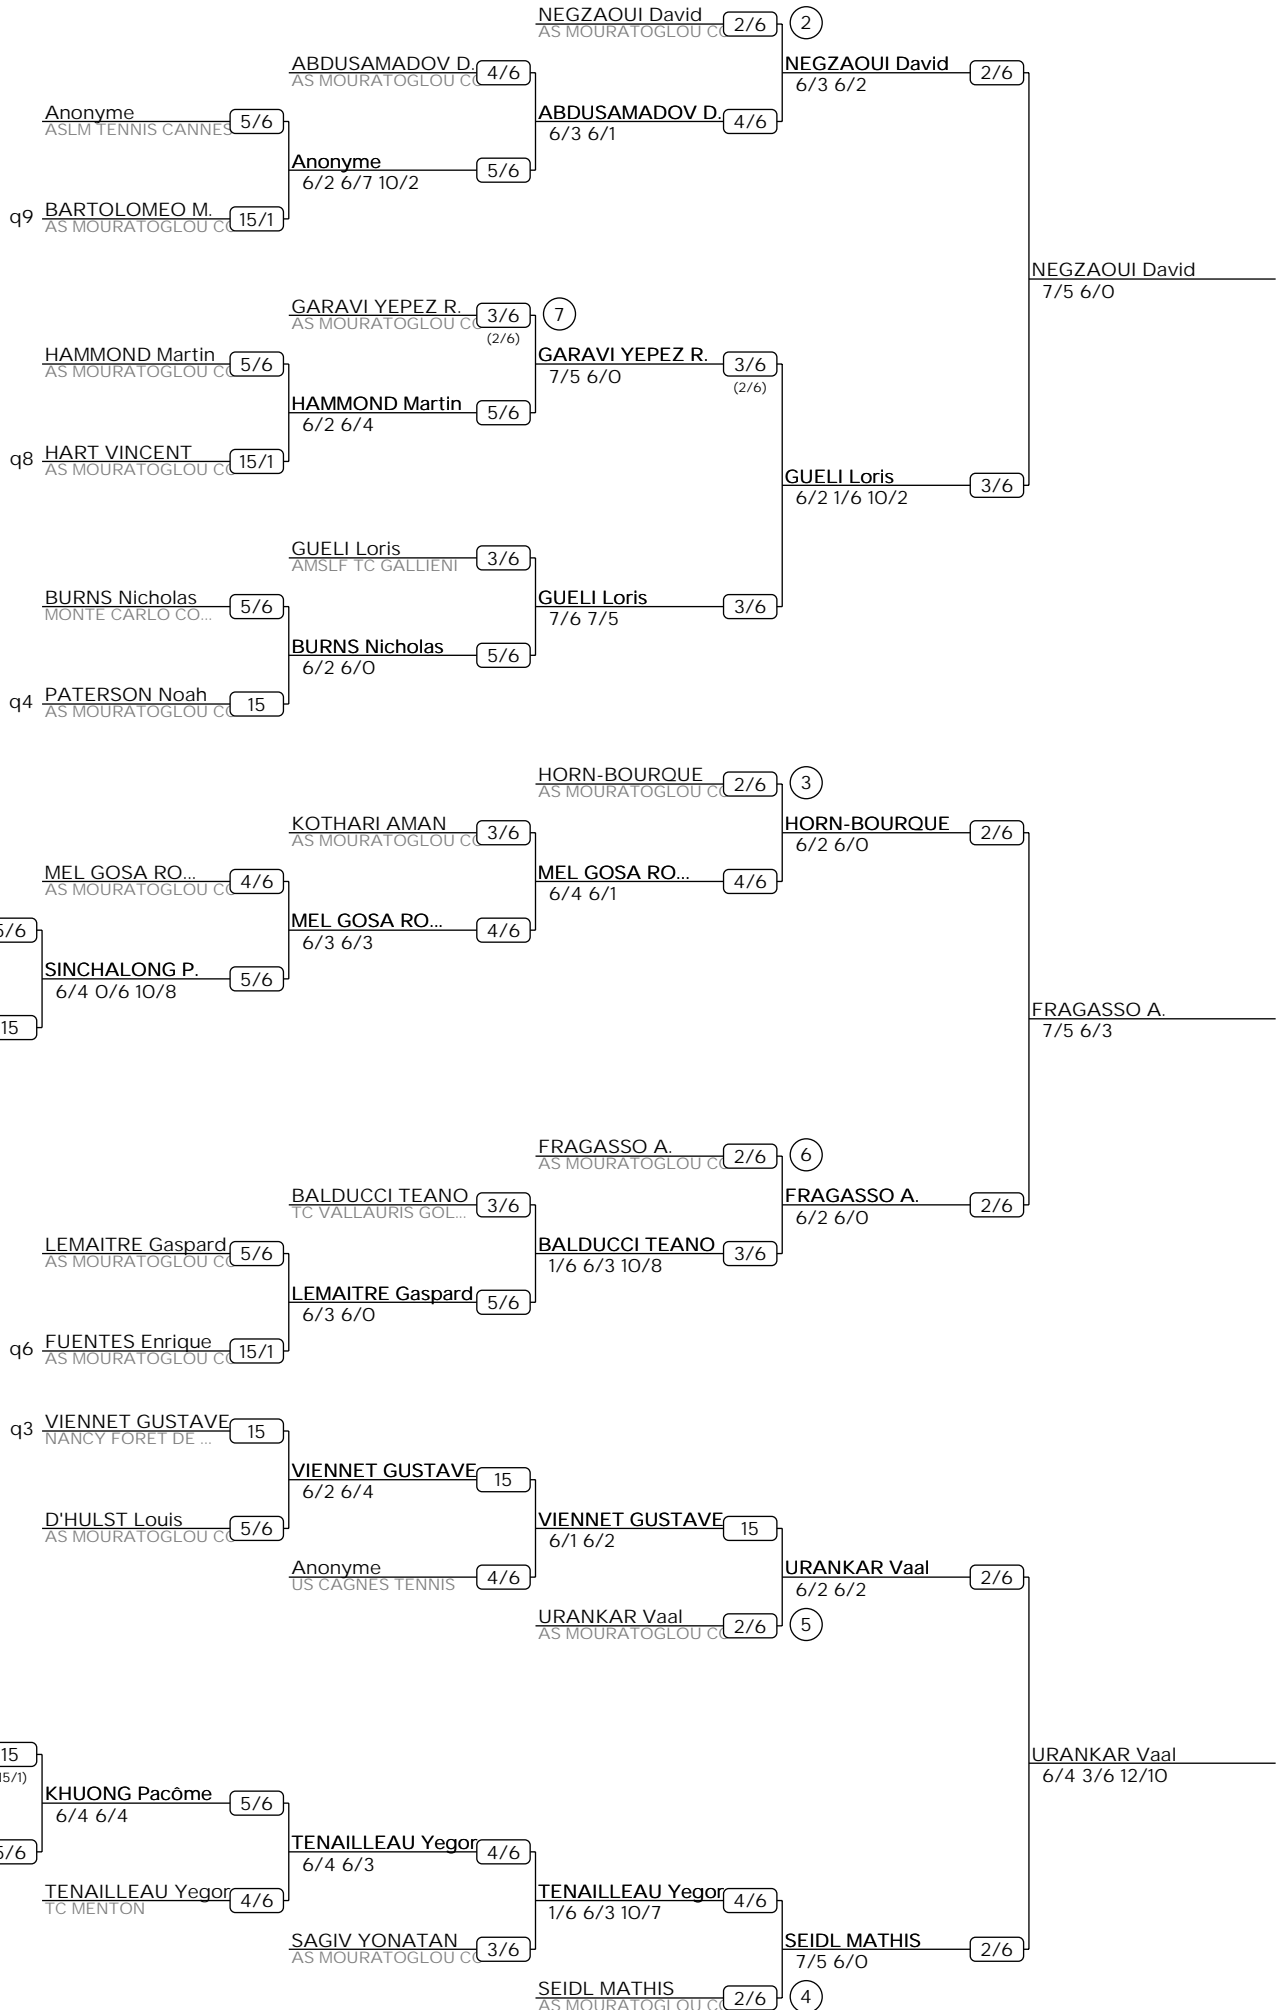 NEGZAOUI David 2/6 2
AS MOURATOGLOU
ABDUSAMADOV D. 4/6
AS MOURATOGLOU
NEGZAOUI David 2/6
6/3 6/2
Anonyme 5/6
ASLM TENNIS CANNES
ABDUSAMADOV D. 4/6
6/3 6/1
Anonyme 5/6
6/2 6/7 10/2
q9 BARTOLOMEO M. 15/1
AS MOURATOGLOU
NEGZAOUI David
7/5 6/0
GARAVI YEPEZ R. 3/6 7
AS MOURATOGLOU
(2/6)
HAMMOND Martin 5/6
AS MOURATOGLOU
GARAVI YEPEZ R. 3/6
7/5 6/0
(2/6)
HAMMOND Martin 5/6
6/2 6/4
q8 HART VINCENT 15/1
AS MOURATOGLOU
GUELI Loris 3/6
6/2 1/6 10/2
GUELI Loris 3/6
AMSLF TC GALLIENI
BURNS Nicholas 5/6
MONTE CARLO CO...
GUELI Loris 3/6
7/6 7/5
BURNS Nicholas 5/6
6/2 6/0
q4 PATERSON Noah 15
AS MOURATOGLOU
HORN-BOURQUE 2/6 3
AS MOURATOGLOU
KOTHARI AMAN 3/6
AS MOURATOGLOU
HORN-BOURQUE 2/6
6/2 6/0
MEL GOSA RO... 4/6
AS MOURATOGLOU
MEL GOSA RO... 4/6
6/4 6/1
MEL GOSA RO... 4/6
6/3 6/3
5/6
SINCHALONG P. 5/6
6/4 0/6 10/8
15
FRAGASSO A.
7/5 6/3
FRAGASSO A. 2/6 6
AS MOURATOGLOU
BALDUCCI TEANO 3/6
TC VALLAURIS GOL...
FRAGASSO A. 2/6
6/2 6/0
LEMAITRE Gaspard 5/6
AS MOURATOGLOU
BALDUCCI TEANO 3/6
1/6 6/3 10/8
LEMAITRE Gaspard 5/6
6/3 6/0
q6 FUENTES Enrique 15/1
AS MOURATOGLOU
q3 VIENNET GUSTAVE 15
NANCY FORET DE ...
VIENNET GUSTAVE 15
6/2 6/4
D'HULST Louis 5/6
AS MOURATOGLOU
VIENNET GUSTAVE 15
6/1 6/2
Anonyme 4/6
US CAGNES TENNIS
URANKAR Vaal 2/6
6/2 6/2
URANKAR Vaal 2/6 5
AS MOURATOGLOU
15
15/1)
URANKAR Vaal
6/4 3/6 12/10
KHUONG Pacôme 5/6
6/4 6/4
5/6
TENAILLEAU Yegor 4/6
6/4 6/3
TENAILLEAU Yegor 4/6
TC MENTON
TENAILLEAU Yegor 4/6
1/6 6/3 10/7
SAGIV YONATAN 3/6
AS MOURATOGLOU
SEIDL MATHIS 2/6
7/5 6/0
SEIDL MATHIS 2/6 4
AS MOURATOGLOU